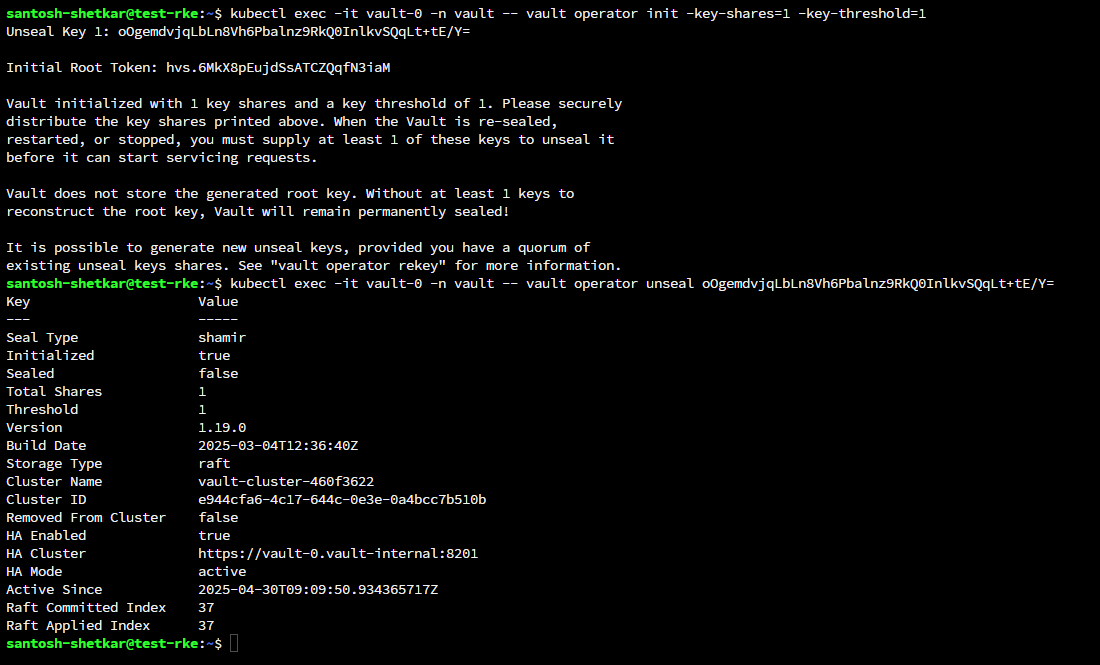 santosh-shetkar@test-rke:~$ kubectl exec -it vault-0 -n vault -- vault operator init -key-shares=1 -key-threshold=1
Unseal Key 1: oOgemdvjqLbLn8Vh6Pbalnz9RkQ0InlkvSQqLt+tE/Y=
Initial Root Token: hvs.6MkX8pEujdSsATCZQqfN3iaM
Vault initialized with 1 key shares and a key threshold of 1. Please securely
distribute the key shares printed above. When the Vault is re-sealed,
restarted, or stopped, you must supply at least 1 of these keys to unseal it
before it can start servicing requests.
Vault does not store the generated root key. Without at least 1 keys to
reconstruct the root key, Vault will remain permanently sealed!
It is possible to generate new unseal keys, provided you have a quorum of
existing unseal keys shares. See "vault operator rekey" for more information.
santosh-shetkar@test-rke:~$ kubectl exec -it vault-0 -n vault -- vault operator unseal oOgemdvjqLbLn8Vh6Pbalnz9RkQ0InlkvSQqLt+tE/Y=
Key Value
--- -----
Seal Type shamir
Initialized true
Sealed false
Total Shares 1
Threshold 1
Version 1.19.0
Build Date 2025-03-04T12:36:40Z
Storage Type raft
Cluster Name vault-cluster-460f3622
Cluster ID e944cfa6-4c17-644c-0e3e-0a4bcc7b510b
Removed From Cluster false
HA Enabled true
HA Cluster https://vault-0.vault-internal:8201
HA Mode active
Active Since 2025-04-30T09:09:50.934365717Z
Raft Committed Index 37
Raft Applied Index 37
santosh-shetkar@test-rke:~$